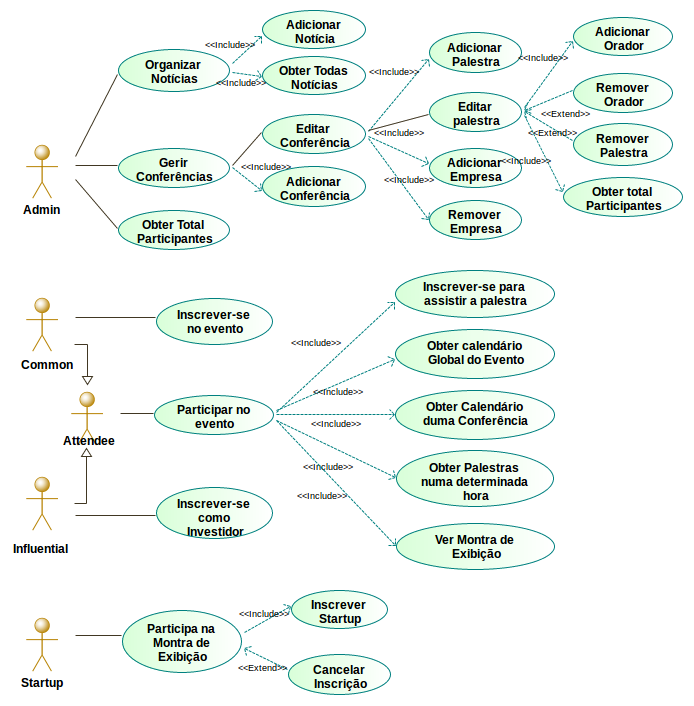 Adicionar
Notícia
<<Include>>
Organizar
Notícias
<<Include>>
Obter Todas
Notícias
Adicionar
Palestra
<<Include>>
Adicionar
Orador
<<Include>>
Editar
palestra
<<Include>>
Remover
Orador
<<Extend>>
<<Extend>>
Remover
Palestra
Editar
Conferência
Gerir
Conferências
<<Include>>
Adicionar
Conferência
Adicionar
Empresa
<<Include>>
<<Include>>
Obter total
Participantes
Remover
Empresa
Admin
Obter Total
Participantes
Inscrever-se para
assistir a palestra
Inscrever-se
no evento
Common
<<Include>>
Obter calendário
Global do Evento
<<Include>>
Participar no
evento
Attendee
<<Include>>
Obter Calendário
duma Conferência
<<Include>>
Obter Palestras
numa determinada
hora
<<Include>>
Inscrever-se
como
Investidor
Influential
Ver Montra de
Exibição
Inscrever
Startup
<<Include>>
Participa na
Montra de
Exibição
<<Extend>>
Cancelar
Inscrição
Startup